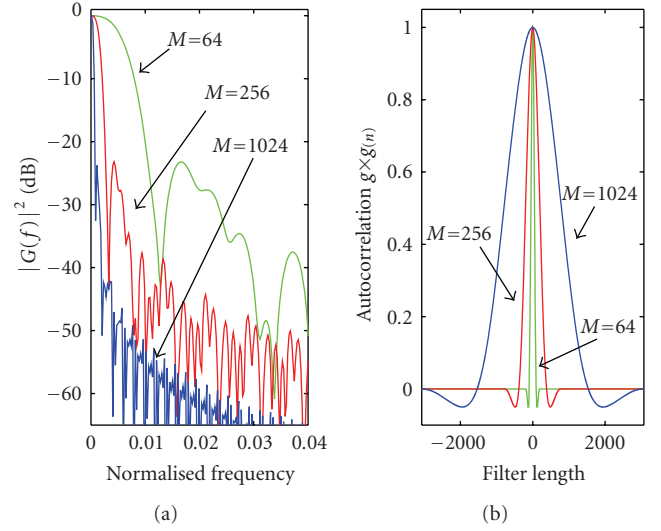 0
−10
−20
−30
−40
−50
−60
|G(f)|² (dB)
M=64
M=256
M=1024
0 0.01 0.02 0.03 0.04
Normalised frequency
(a)
1
0.8
0.6
0.4
0.2
0
Autocorrelation g×g(n)
M=1024
M=256
M=64
−2000 0 2000
Filter length
(b)